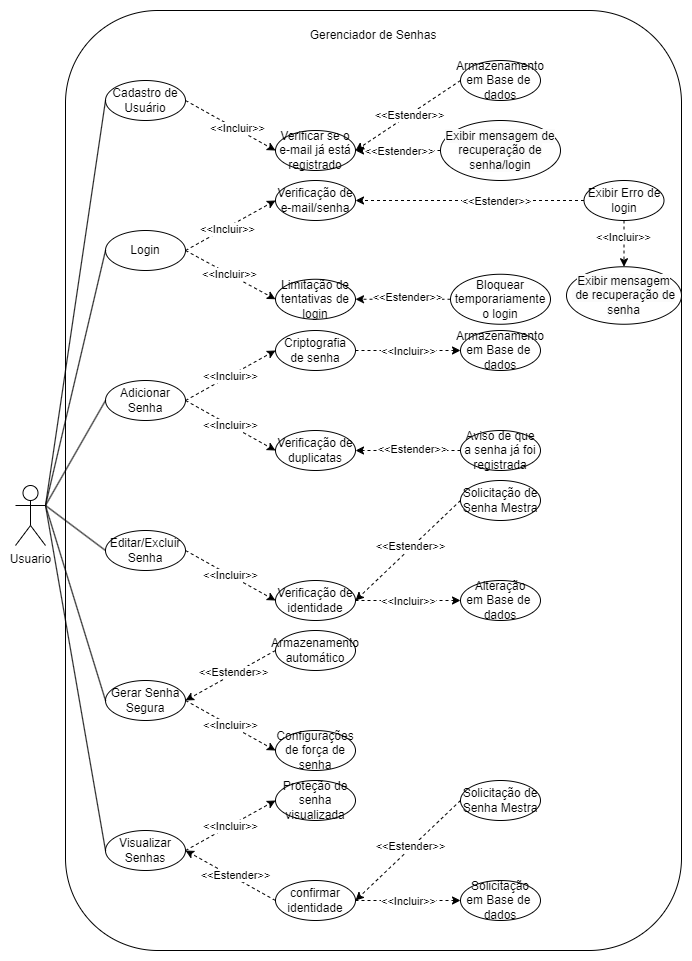 Gerenciador de Senhas
Armazenamento
em Base de
dados
Cadastro de
Usuário
<<Estender>>
<<Incluir>>
Verificar se o
e-mail já está
registrado
<<Estender>>
Exibir mensagem de
recuperação de
senha/login
Verificação de
e-mail/senha
<<Estender>>
Exibir Erro de
login
<<Incluir>>
Login
<<Incluir>>
<<Incluir>>
Limitação de
tentativas de
login
<<Estender>>
Bloquear
temporariamente
o login
Exibir mensagem
de recuperação de
senha
Criptografia
de senha
<<Incluir>>
Armazenamento
em Base de
dados
<<Incluir>>
Adicionar
Senha
<<Incluir>>
Verificação de
duplicatas
<<Estender>>
Aviso de que
a senha já foi
registrada
Solicitação de
Senha Mestra
Usuario
Editar/Excluir
Senha
<<Estender>>
<<Incluir>>
Verificação de
identidade
<<Incluir>>
Alteração
em Base de
dados
Armazenamento
automático
<<Estender>>
Gerar Senha
Segura
<<Incluir>>
Configurações
de força de
senha
Proteção de
senha
visualizada
Solicitação de
Senha Mestra
<<Incluir>>
Visualizar
Senhas
<<Estender>>
<<Estender>>
confirmar
identidade
<<Incluir>>
Solicitação
em Base de
dados